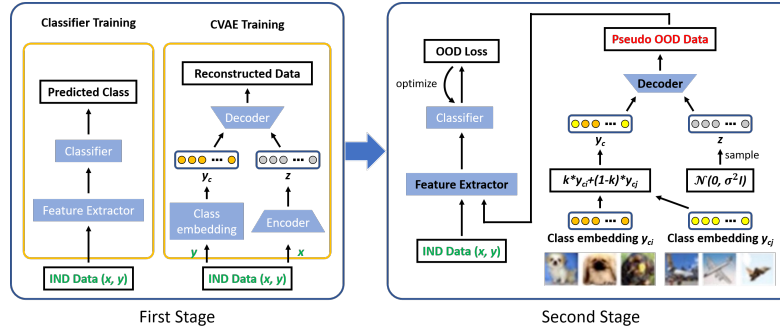 Classifier Training
CVAE Training
Predicted Class
Classifier
Feature Extractor
IND Data (x, y)
Reconstructed Data
Decoder
y_c
z
Class
embedding
Encoder
y
x
IND Data (x, y)
First Stage
OOD Loss
optimize
Classifier
Feature Extractor
IND Data (x, y)
Pseudo OOD Data
Decoder
y_c
z
sample
k*y_ci+(1-k)*y_cj
𝒩(0, σ²I)
Class embedding y_ci
Class embedding y_cj
Second Stage